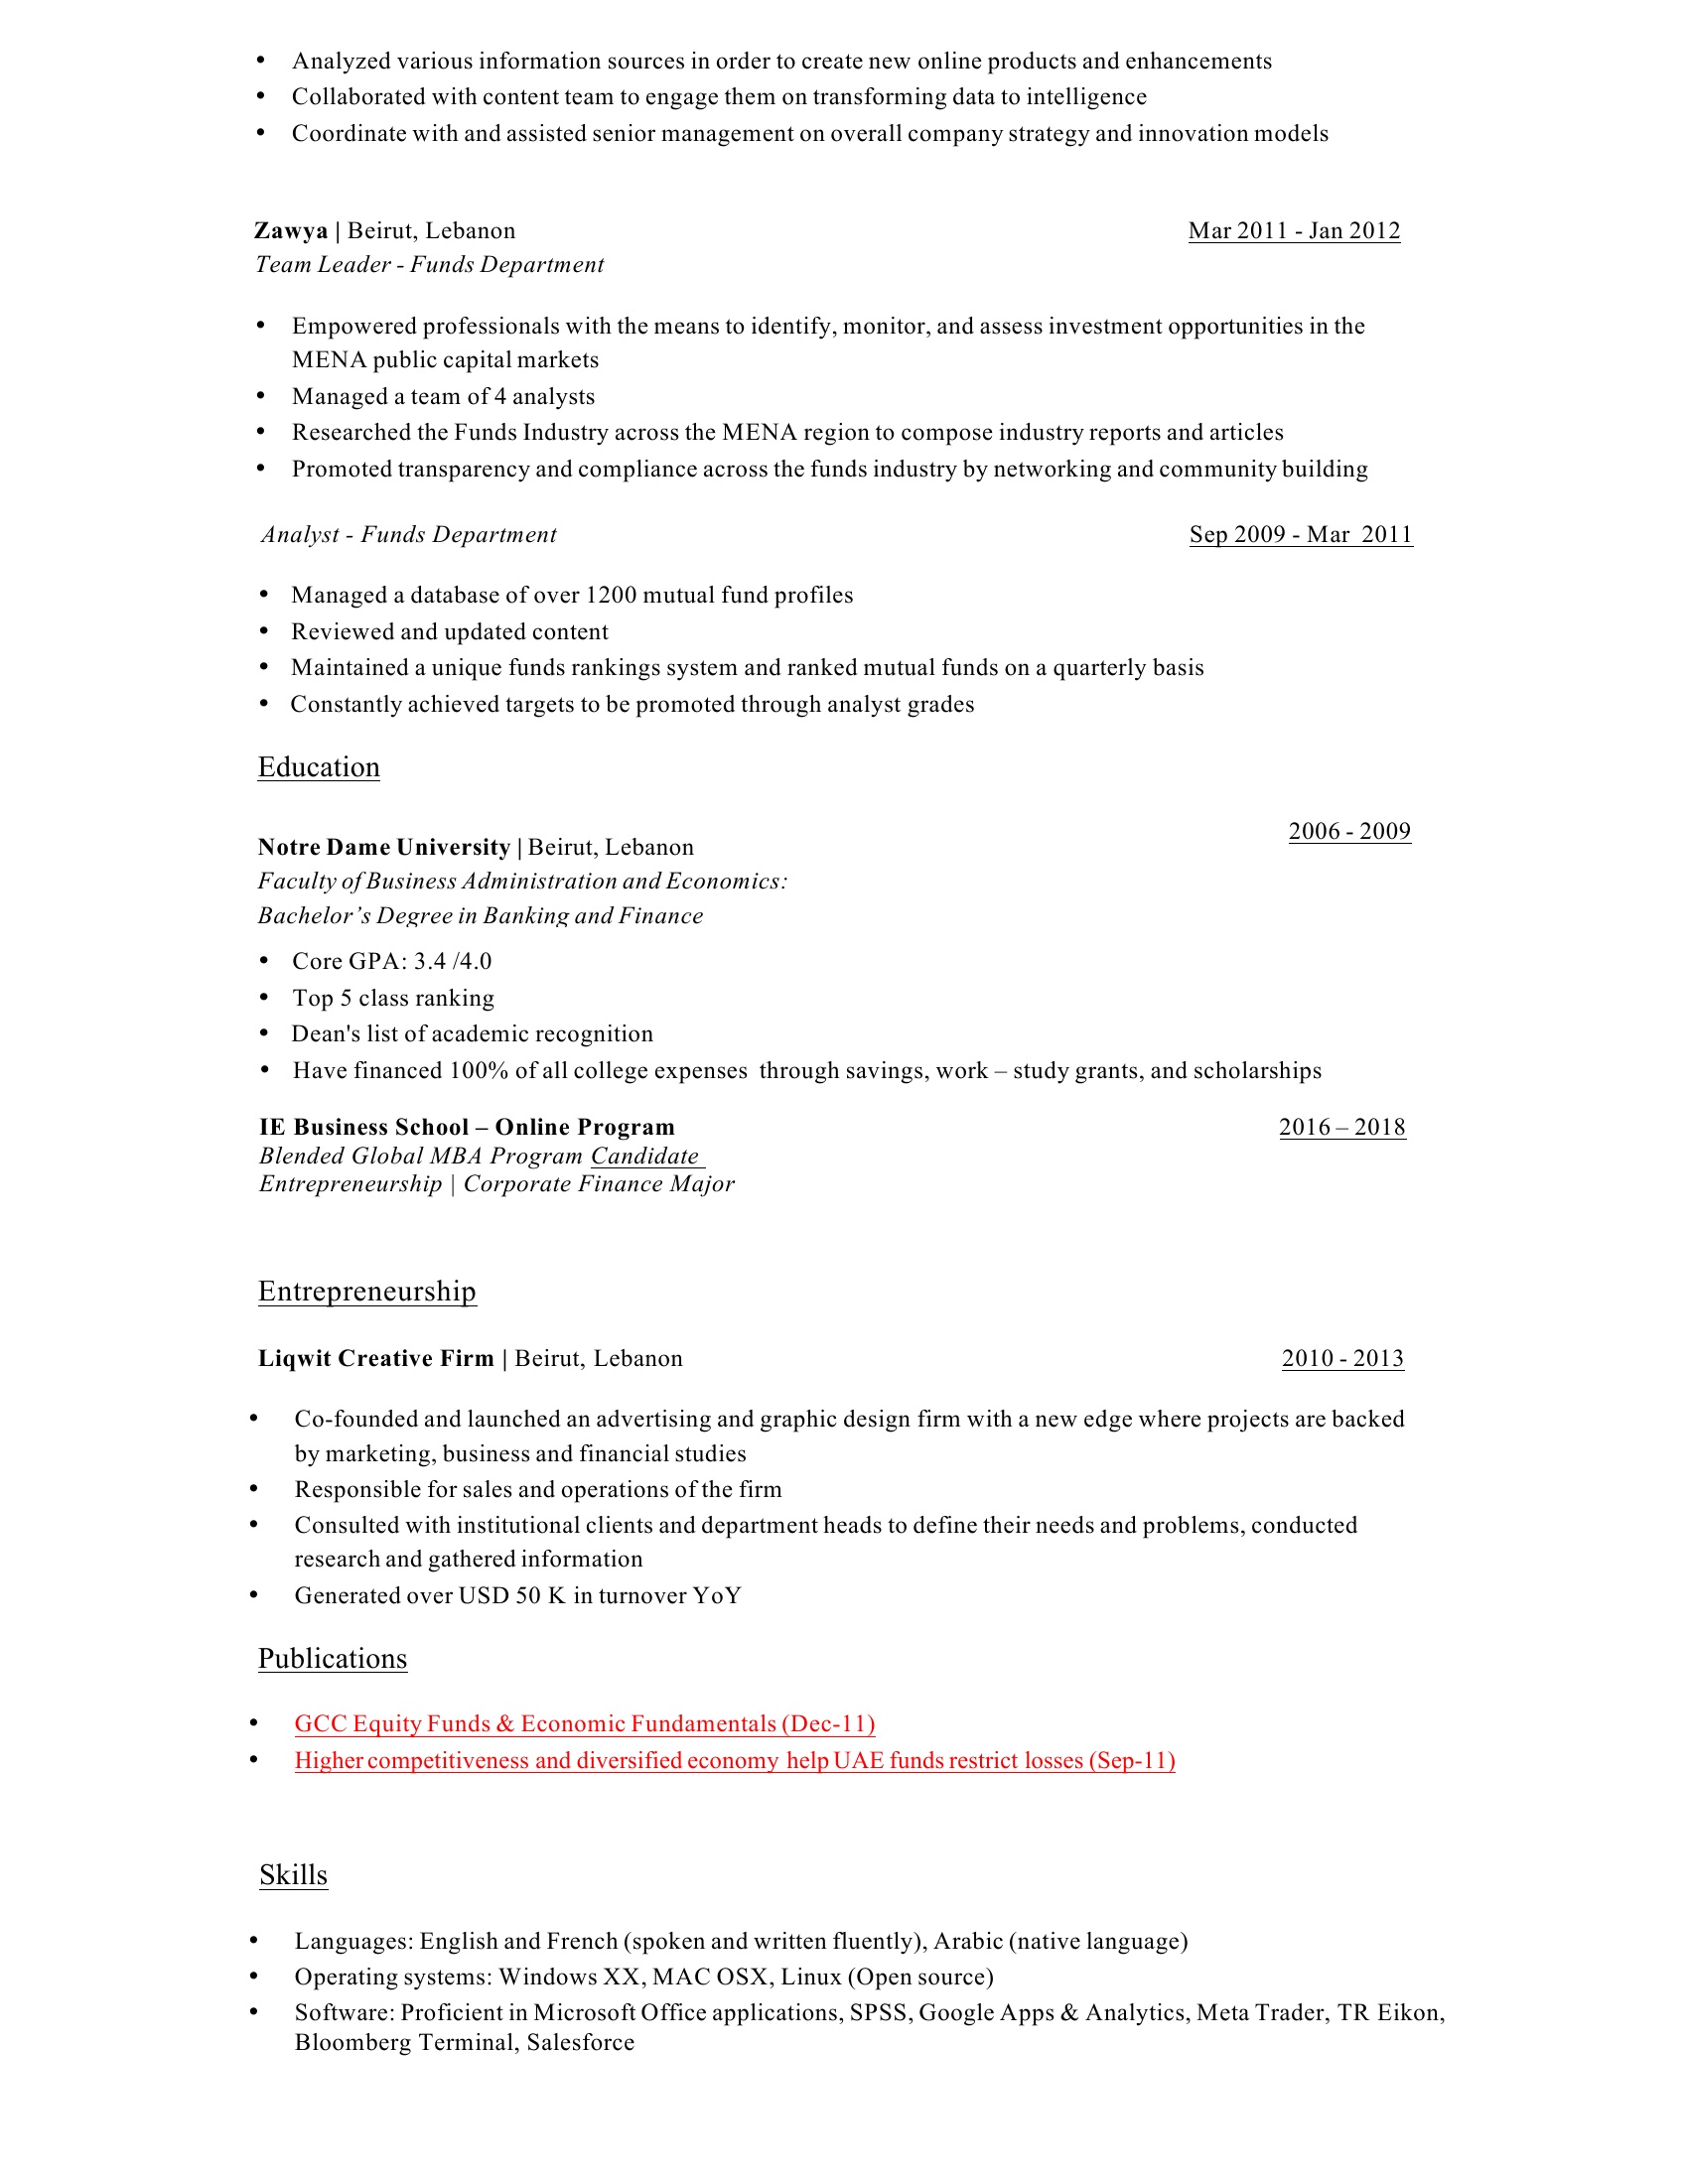 • Analyzed various information sources in order to create new online products and enhancements
• Collaborated with content team to engage them on transforming data to intelligence
• Coordinate with and assisted senior management on overall company strategy and innovation models
Zawya | Beirut, Lebanon Mar 2011 - Jan 2012
Team Leader - Funds Department
• Empowered professionals with the means to identify, monitor, and assess investment opportunities in the
MENA public capital markets
• Managed a team of 4 analysts
• Researched the Funds Industry across the MENA region to compose industry reports and articles
• Promoted transparency and compliance across the funds industry by networking and community building
Analyst - Funds Department Sep 2009 - Mar 2011
• Managed a database of over 1200 mutual fund profiles
• Reviewed and updated content
• Maintained a unique funds rankings system and ranked mutual funds on a quarterly basis
• Constantly achieved targets to be promoted through analyst grades
Education
Notre Dame University | Beirut, Lebanon 2006 - 2009
Faculty of Business Administration and Economics:
Bachelor’s Degree in Banking and Finance
• Core GPA: 3.4 /4.0
• Top 5 class ranking
• Dean's list of academic recognition
• Have financed 100% of all college expenses through savings, work – study grants, and scholarships
IE Business School – Online Program 2016 – 2018
Blended Global MBA Program Candidate
Entrepreneurship | Corporate Finance Major
Entrepreneurship
Liqwit Creative Firm | Beirut, Lebanon 2010 - 2013
• Co-founded and launched an advertising and graphic design firm with a new edge where projects are backed
by marketing, business and financial studies
• Responsible for sales and operations of the firm
• Consulted with institutional clients and department heads to define their needs and problems, conducted
research and gathered information
• Generated over USD 50 K in turnover YoY
Publications
• GCC Equity Funds & Economic Fundamentals (Dec-11)
• Higher competitiveness and diversified economy help UAE funds restrict losses (Sep-11)
Skills
• Languages: English and French (spoken and written fluently), Arabic (native language)
• Operating systems: Windows XX, MAC OSX, Linux (Open source)
• Software: Proficient in Microsoft Office applications, SPSS, Google Apps & Analytics, Meta Trader, TR Eikon,
Bloomberg Terminal, Salesforce